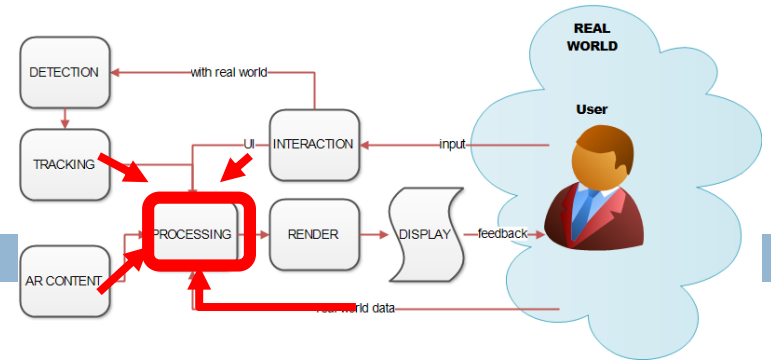 REAL
WORLD
DETECTION
with real world
User
TRACKING
UI
INTERACTION
input
PROCESSING
RENDER
DISPLAY
feedback
AR CONTENT
real world data